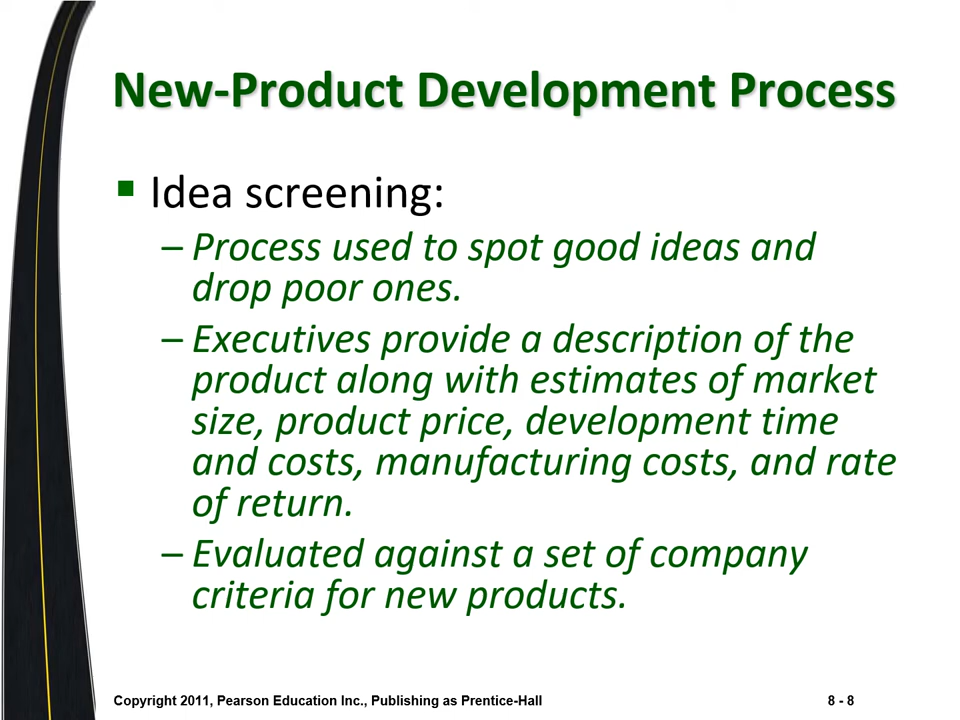 New-Product Development Process
▪ Idea screening:
– Process used to spot good ideas and
drop poor ones.
– Executives provide a description of the
product along with estimates of market
size, product price, development time
and costs, manufacturing costs, and rate
of return.
– Evaluated against a set of company
criteria for new products.
Copyright 2011, Pearson Education Inc., Publishing as Prentice-Hall
8 - 8